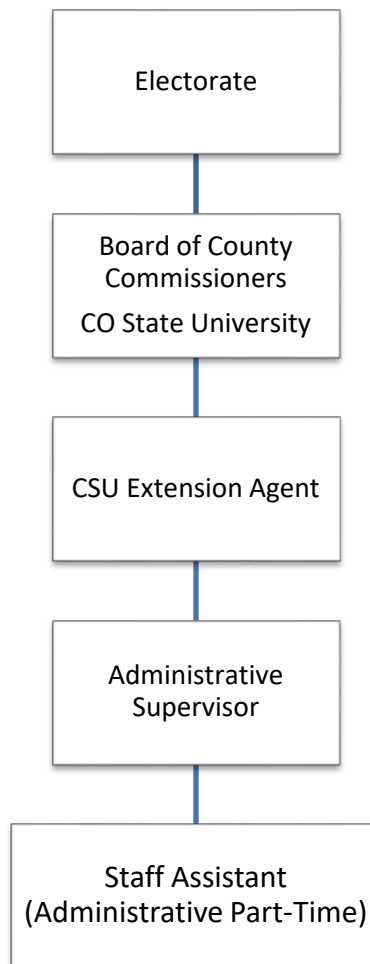 Electorate
Board of County
Commissioners
CO State University
CSU Extension Agent
Administrative
Supervisor
Staff Assistant
(Administrative Part-Time)